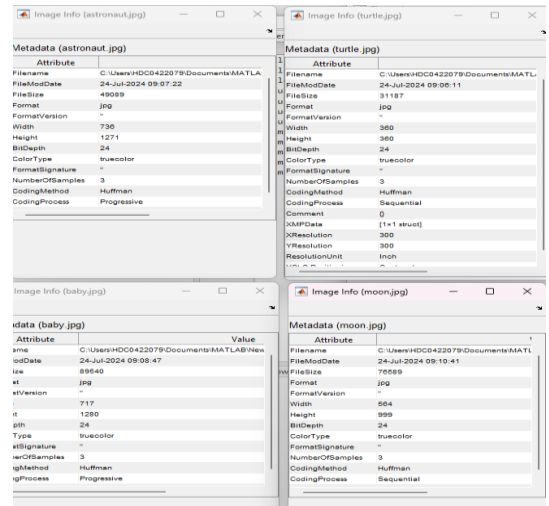 Image Info (astronaut.jpg)
Metadata (astronaut.jpg)
Attribute
Filename C:\Users\HDC0422079\Documents\MATLA
FileModDate 24-Jul-2024 09:07:22
FileSize 49089
Format jpg
FormatVersion ''
Width 736
Height 1271
BitDepth 24
ColorType truecolor
FormatSignature ''
NumberOfSamples 3
CodingMethod Huffman
CodingProcess Progressive
Image Info (turtle.jpg)
Metadata (turtle.jpg)
Attribute
Filename C:\Users\HDC0422079\Documents\MATL
FileModDate 24-Jul-2024 09:06:11
FileSize 31187
Format jpg
FormatVersion ''
Width 360
Height 360
BitDepth 24
ColorType truecolor
FormatSignature ''
NumberOfSamples 3
CodingMethod Huffman
CodingProcess Sequential
Comment {}
XMPData [1×1 struct]
XResolution 300
YResolution 300
ResolutionUnit Inch
Image Info (baby.jpg)
adata (baby.jpg)
Attribute Value
ame C:\Users\HDC0422079\Documents\MATLAB\New
odDate 24-Jul-2024 09:08:47
ize 89640
at jpg
atVersion ''
717
ht 1280
pth 24
Type truecolor
atSignature ''
erOfSamples 3
ngMethod Huffman
ngProcess Progressive
Image Info (moon.jpg)
Metadata (moon.jpg)
Attribute
Filename C:\Users\HDC0422079\Documents\MATL
FileModDate 24-Jul-2024 09:10:41
FileSize 76689
Format jpg
FormatVersion ''
Width 564
Height 999
BitDepth 24
ColorType truecolor
FormatSignature ''
NumberOfSamples 3
CodingMethod Huffman
CodingProcess Sequential